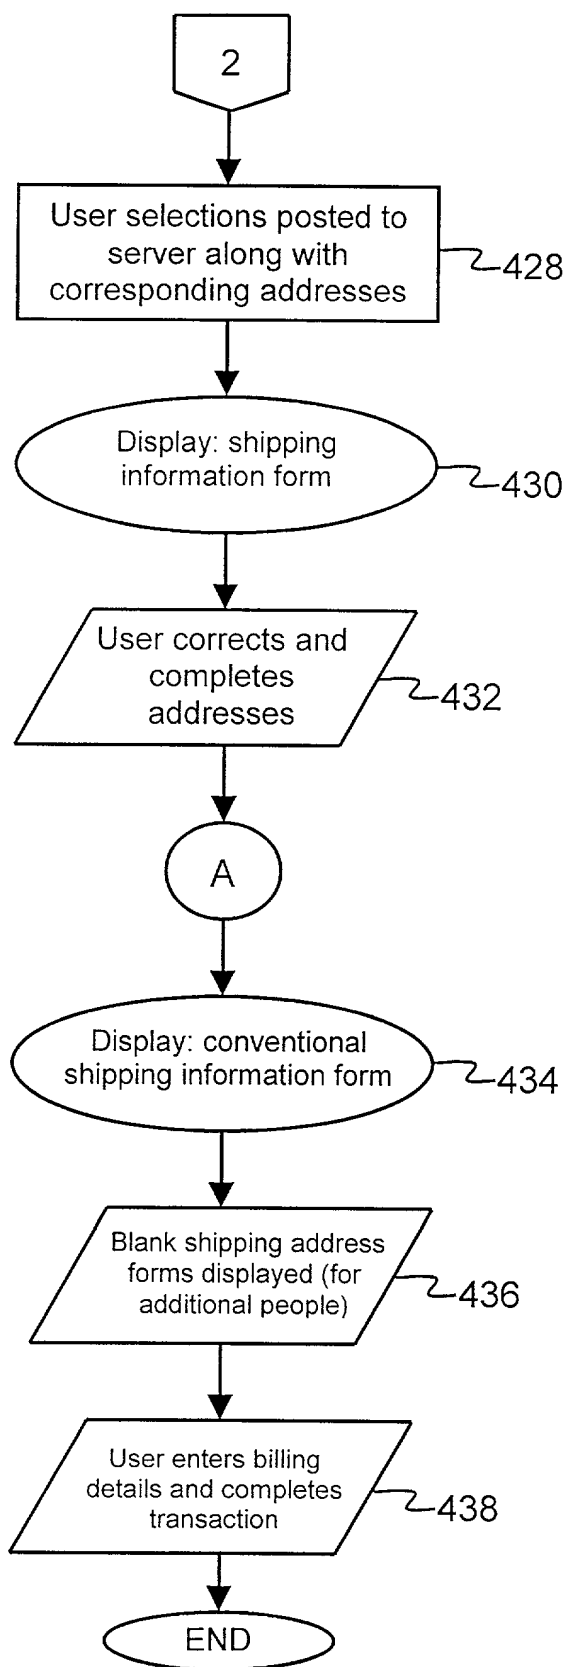 2
User selections posted to
server along with
corresponding addresses
428
Display: shipping
information form
430
User corrects and
completes
addresses
432
A
Display: conventional
shipping information form
434
Blank shipping address
forms displayed (for
additional people)
436
User enters billing
details and completes
transaction
438
END